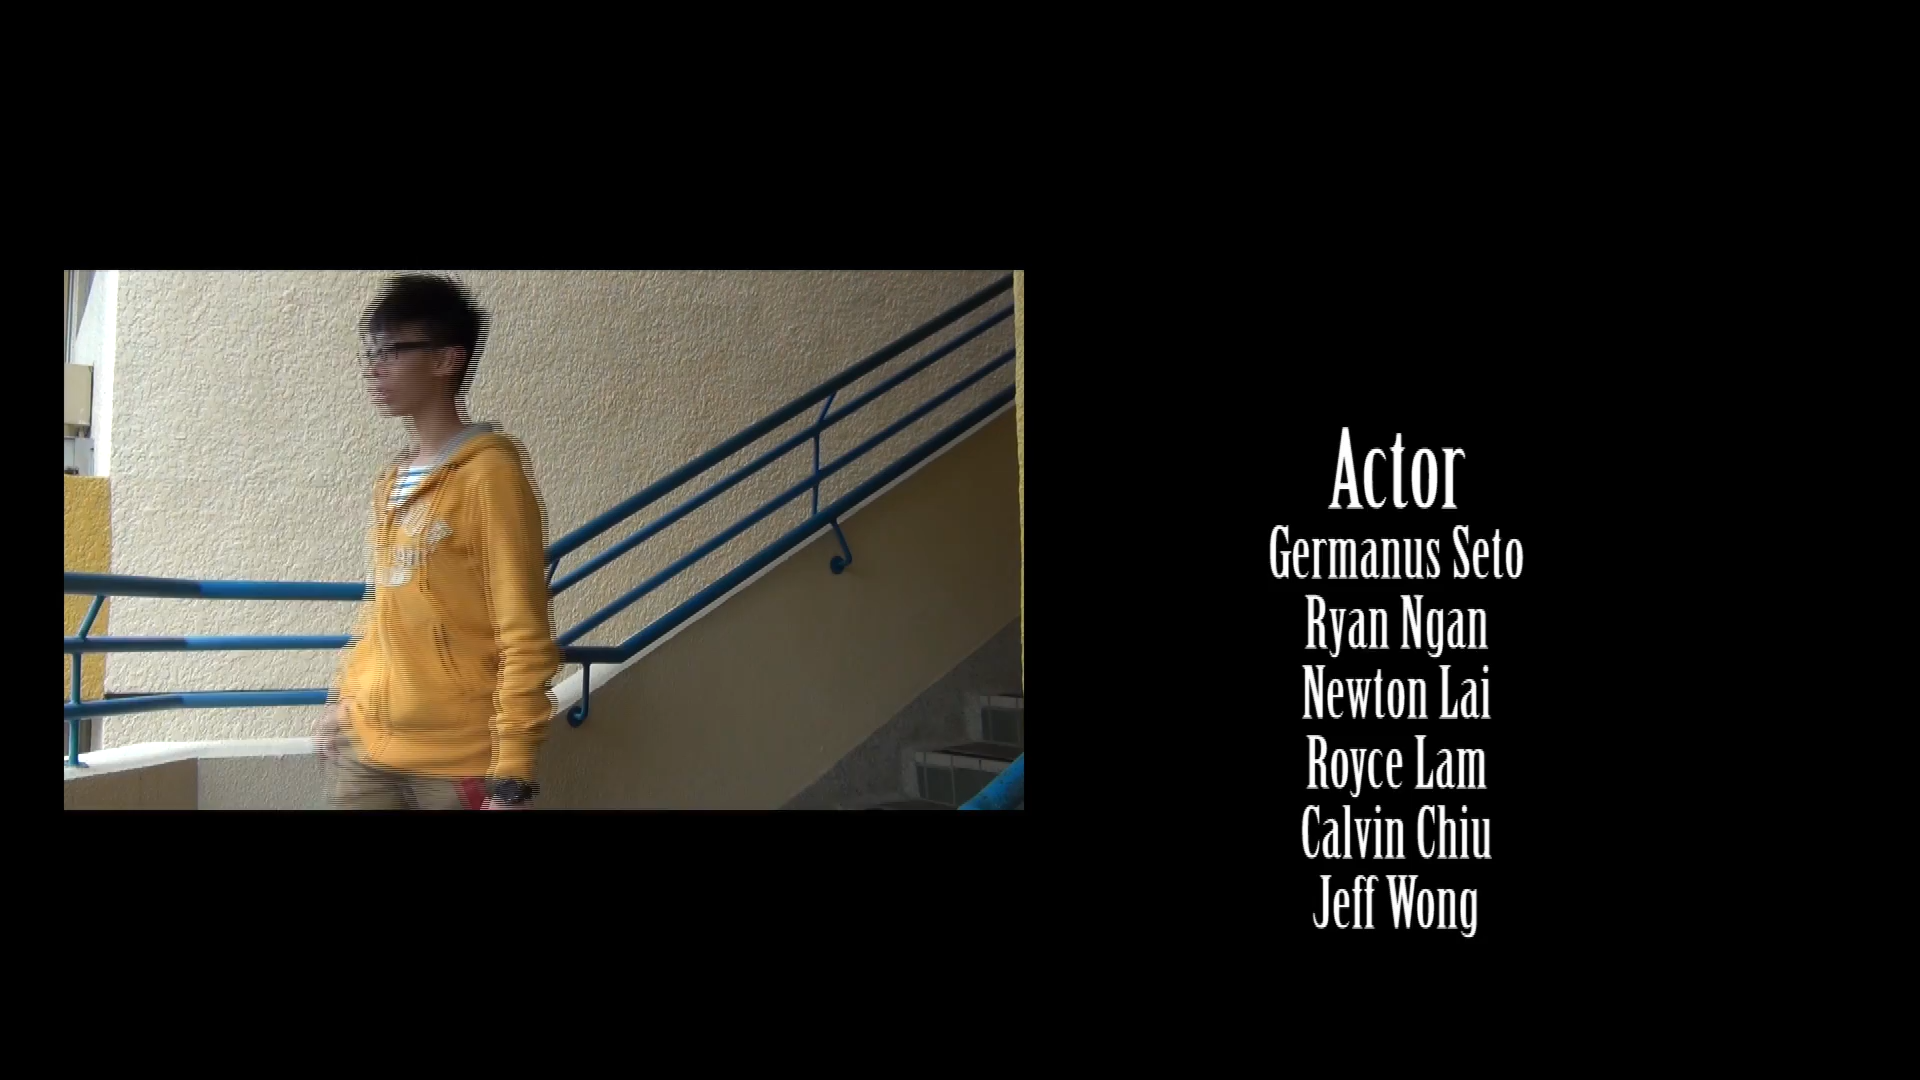 Actor
Germanus Seto
Ryan Ngan
Newton Lai
Royce Lam
Calvin Chiu
Jeff Wong